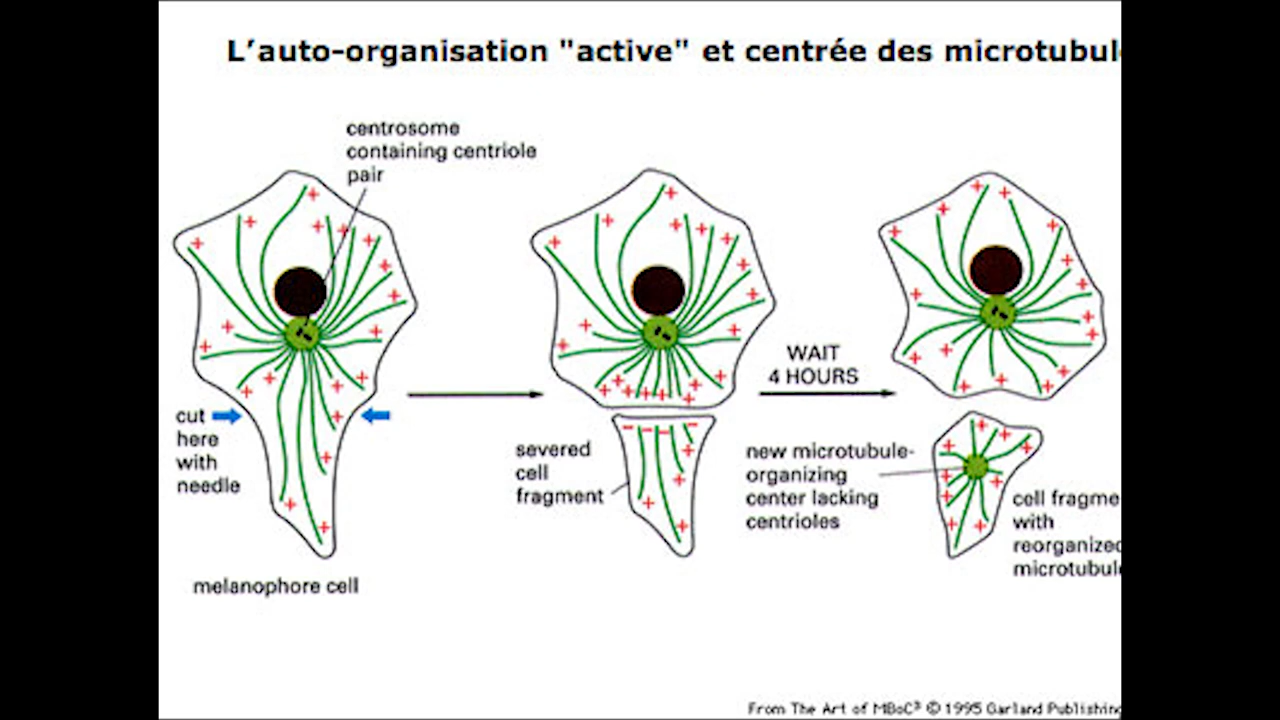 L'auto-organisation "active" et centrée des microtubul
centrosome
containing centriole
pair
cut
here
with
needle
melanophore cell
severed
cell
fragment
WAIT
4 HOURS
new microtubule-
organizing
center lacking
centrioles
cell fragme
with
reorganized
microtubul
From The Art of MBoC³ © 1995 Garland Publishing